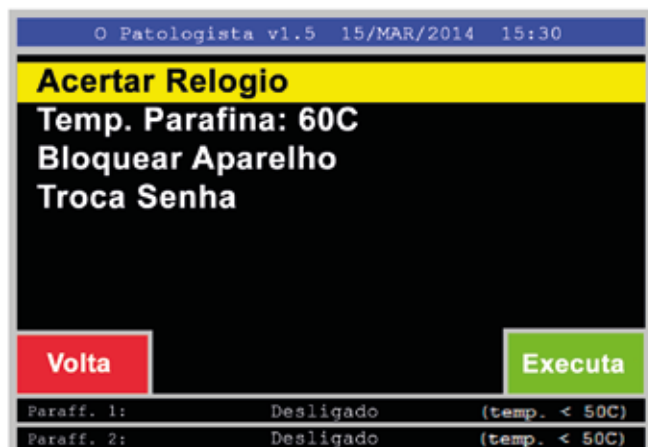 O Patologista v1.5 15/MAR/2014 15:30
Acertar Relogio
Temp. Parafina: 60C
Bloquear Aparelho
Troca Senha
Volta Executa
Paraff. 1: Desligado (temp. < 50C)
Paraff. 2: Desligado (temp. < 50C)